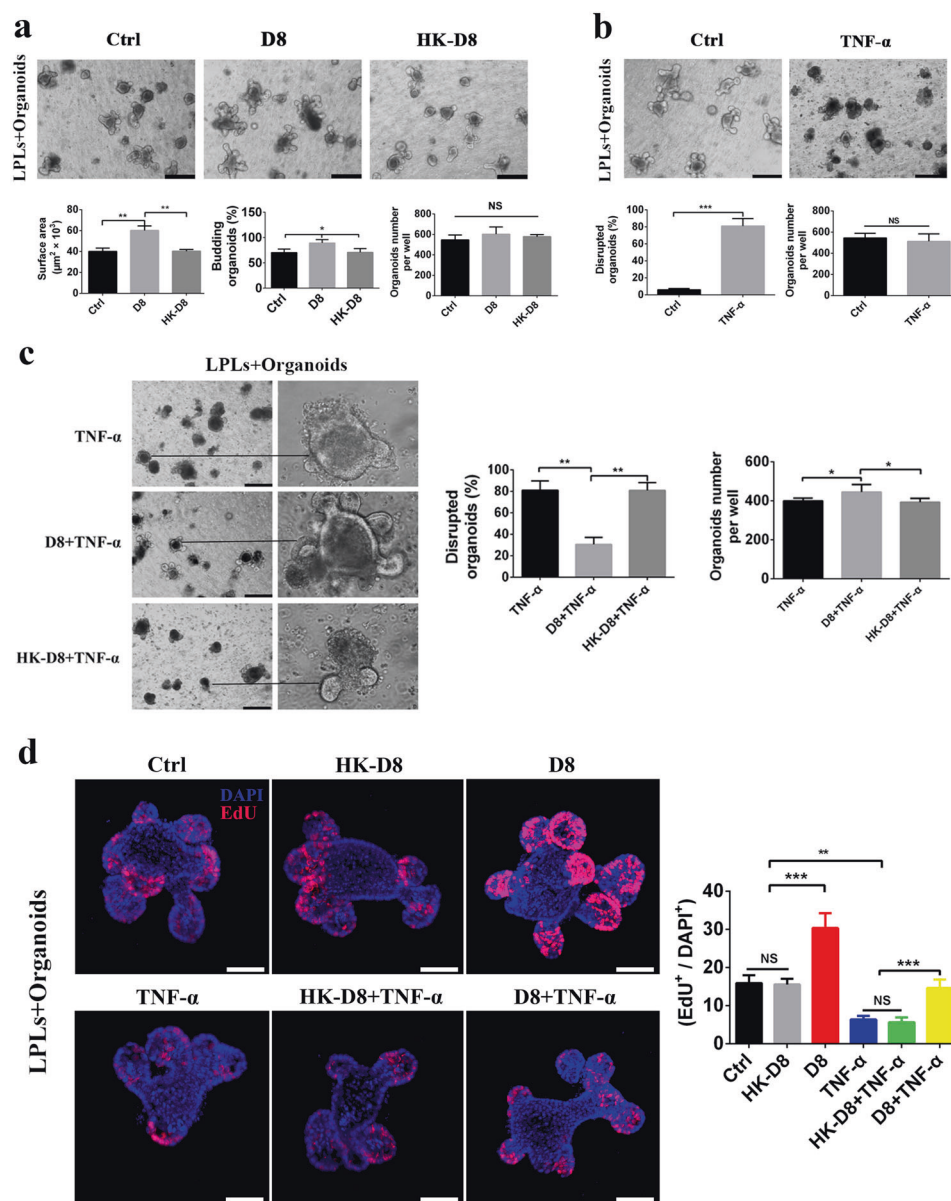 a
Ctrl
D8
HK-D8
LPLs+Organoids
Surface area
(μm² × 10³)
80
60
40
20
0
**
**
Ctrl
D8
HK-D8
Budding
organoids (%)
150
100
50
0
*
Ctrl
D8
HK-D8
Organoids number
per well
1000
800
600
400
200
0
NS
Ctrl
D8
HK-D8
b
Ctrl
TNF-α
LPLs+Organoids
Disrupted
organoids (%)
100
80
60
40
20
0
***
Ctrl
TNF-α
Organoids number
per well
800
600
400
200
0
NS
Ctrl
TNF-α
c
LPLs+Organoids
TNF-α
D8+TNF-α
HK-D8+TNF-α
Disrupted
organoids (%)
100
80
60
40
20
0
**
**
TNF-α
D8+TNF-α
HK-D8+TNF-α
Organoids number
per well
600
400
200
0
*
*
TNF-α
D8+TNF-α
HK-D8+TNF-α
d
LPLs+Organoids
Ctrl
HK-D8
D8
DAPI
EdU
TNF-α
HK-D8+TNF-α
D8+TNF-α
(EdU⁺ / DAPI⁺)
40
30
20
10
0
**
***
NS
***
NS
Ctrl
HK-D8
D8
TNF-α
HK-D8+TNF-α
D8+TNF-α